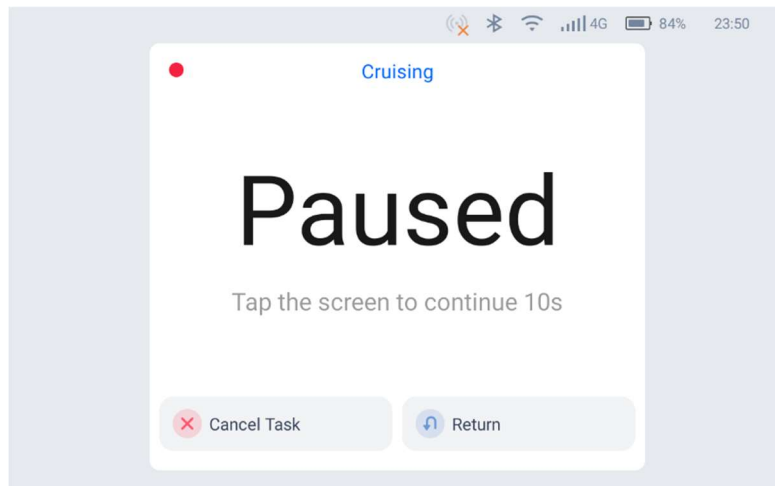 4G 84% 23:50
Cruising
Paused
Tap the screen to continue 10s
Cancel Task
Return